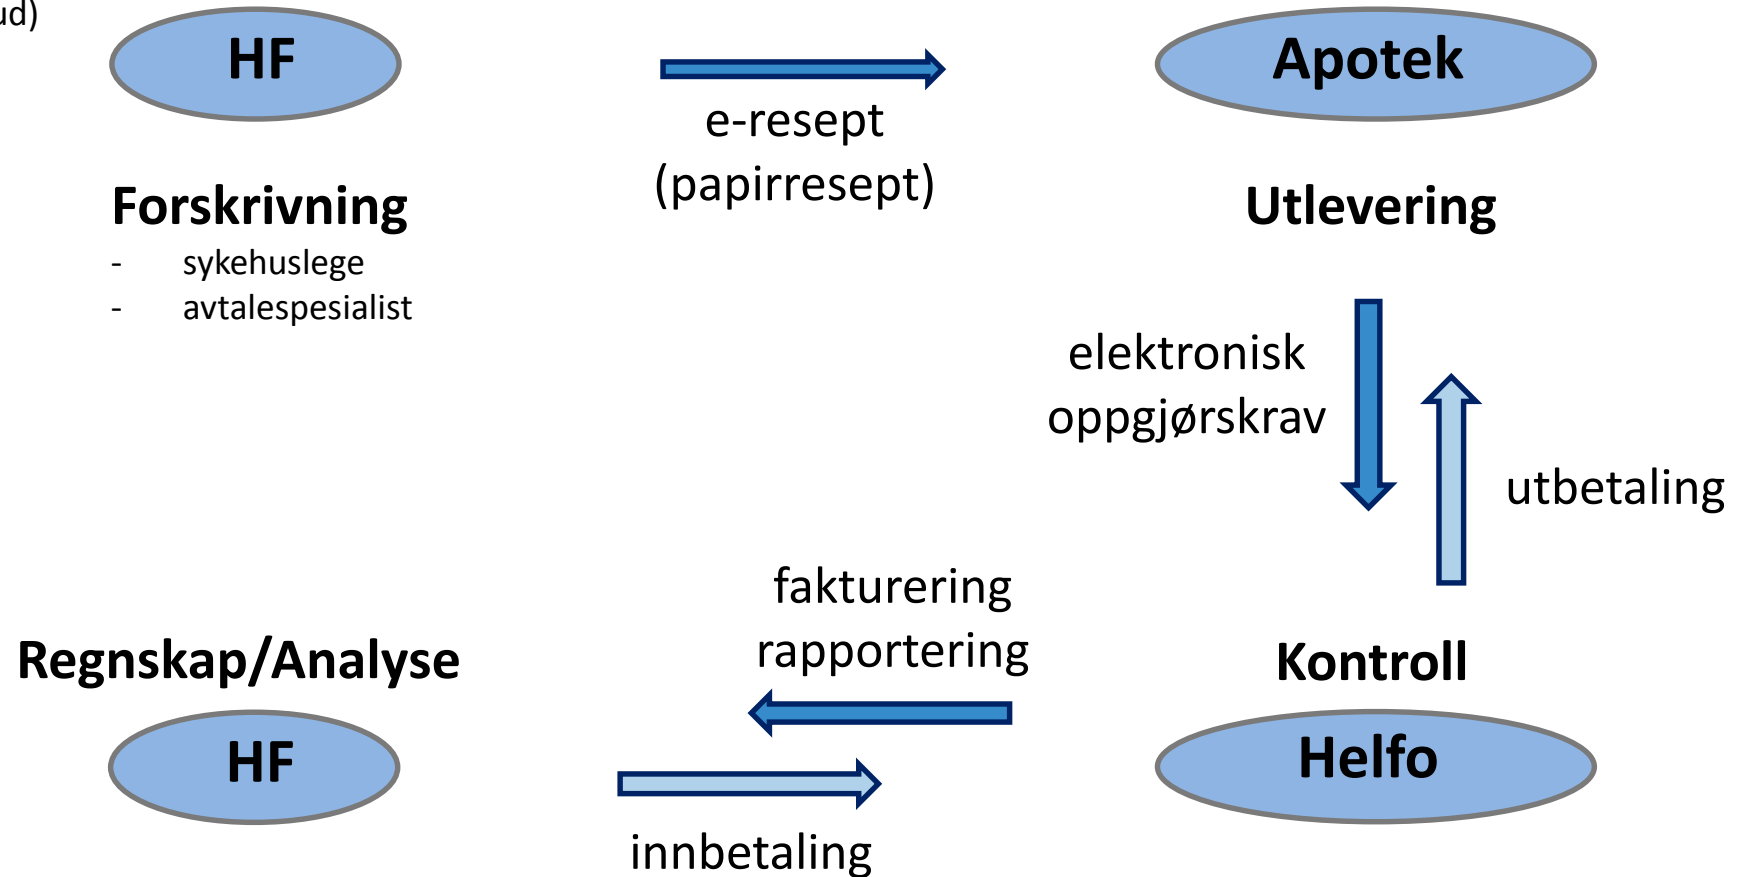 ud)
HF
Apotek
e-resept
(papirresept)
Forskrivning
- sykehuslege
- avtalespesialist
Utlevering
elektronisk
oppgjørskrav
utbetaling
fakturering
rapportering
Regnskap/Analyse
HF
Kontroll
Helfo
innbetaling